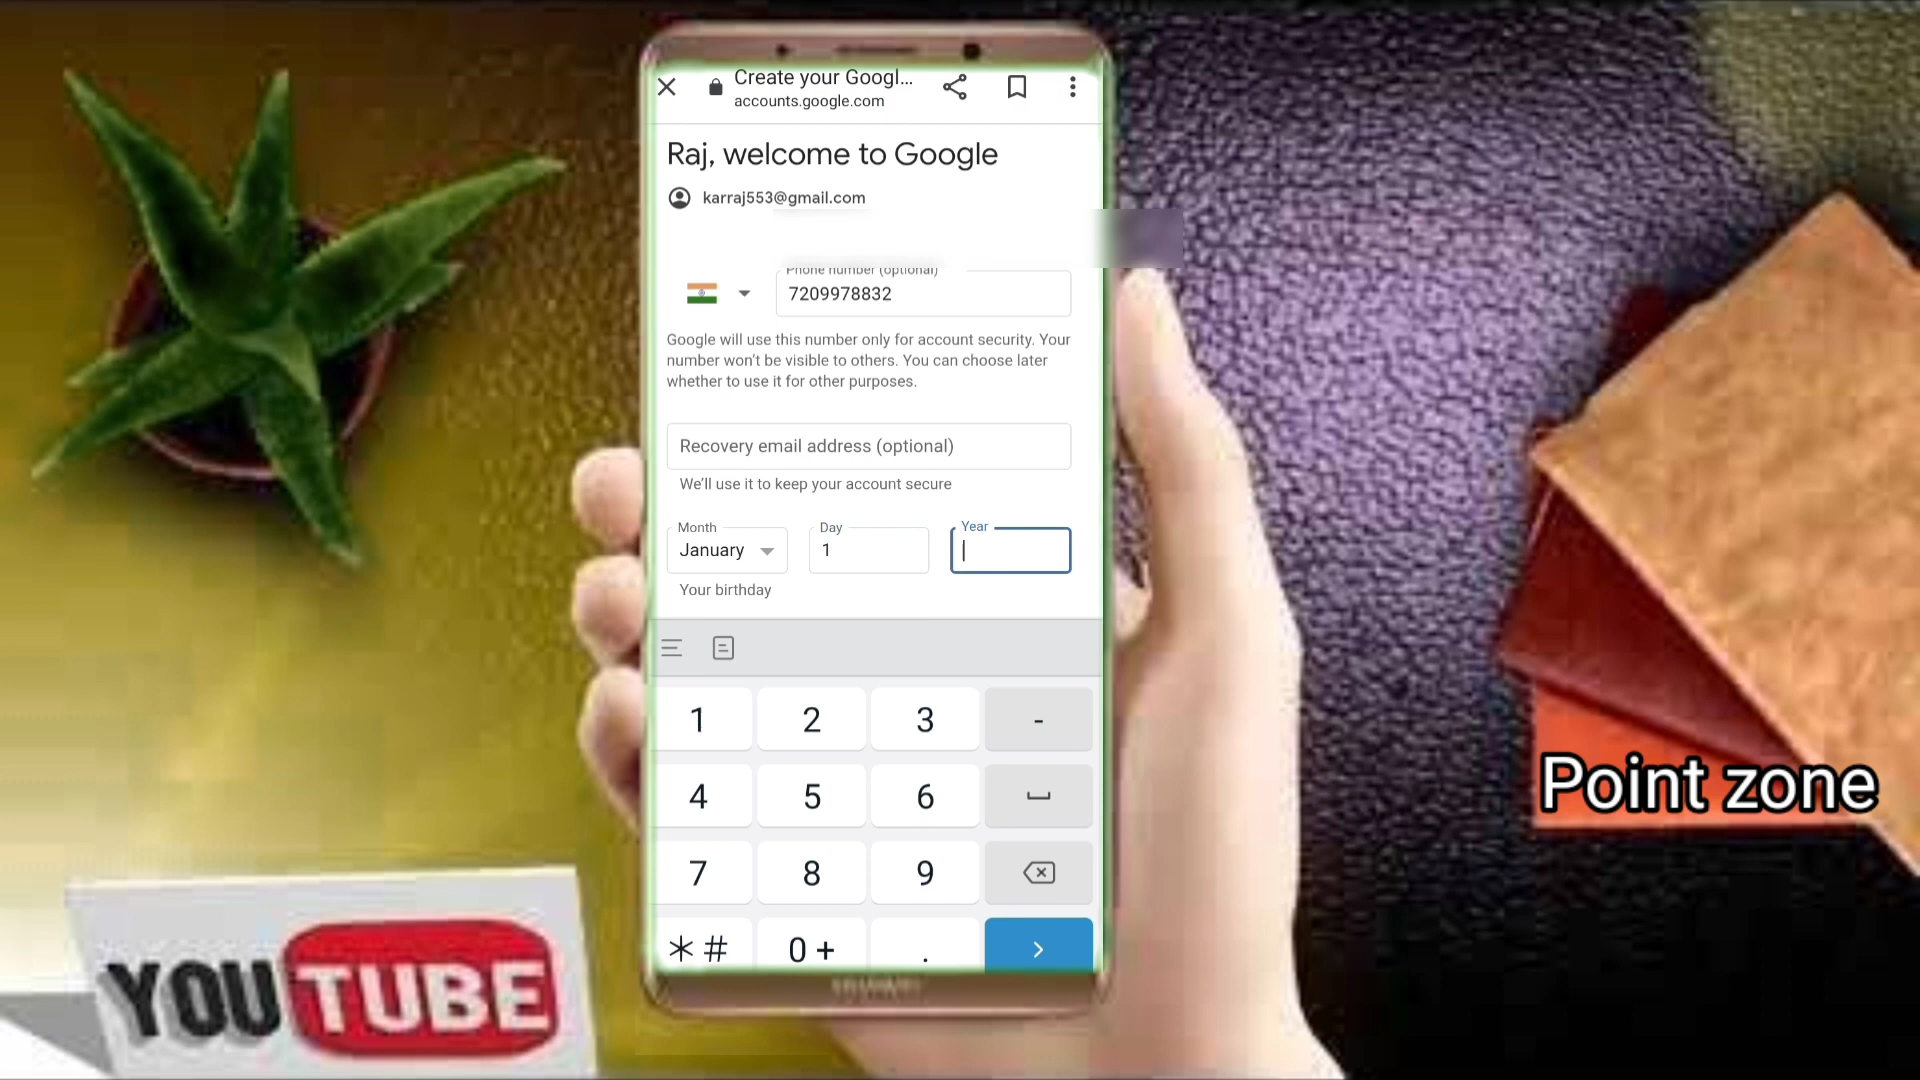 Create your Googl...
accounts.google.com
Raj, welcome to Google
karraj553@gmail.com
Phone number (optional)
7209978832
Google will use this number only for account security. Your
number won't be visible to others. You can choose later
whether to use it for other purposes.
Recovery email address (optional)
We'll use it to keep your account secure
Month
Day
Year
January
1
Your birthday
1 2 3 -
4 5 6
7 8 9
*# 0 + .
Point zone
YOUTUBE